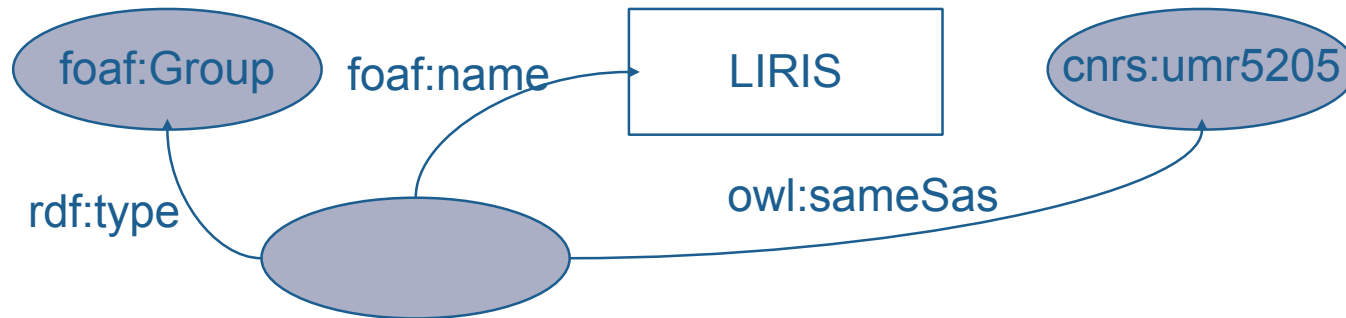 foaf:Group
foaf:name
LIRIS
cnrs:umr5205
rdf:type
owl:sameSas